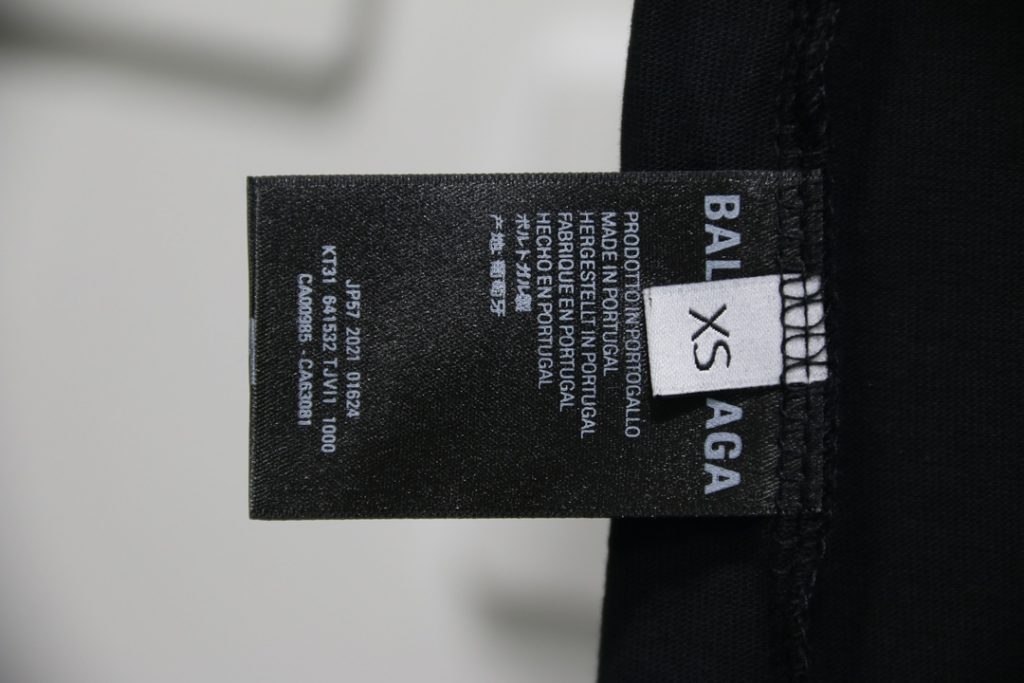 BAL AGA
XS
PRODOTTO IN PORTOGALLO
MADE IN PORTUGAL
HERGESTELLT IN PORTUGAL
FABRIQUE EN PORTUGAL
HECHO EN PORTUGAL
ポルトガル製
产地 葡萄牙
JP57 2021 01624
KT31 641532 TJVI1 1000
CA00985 - CA63081